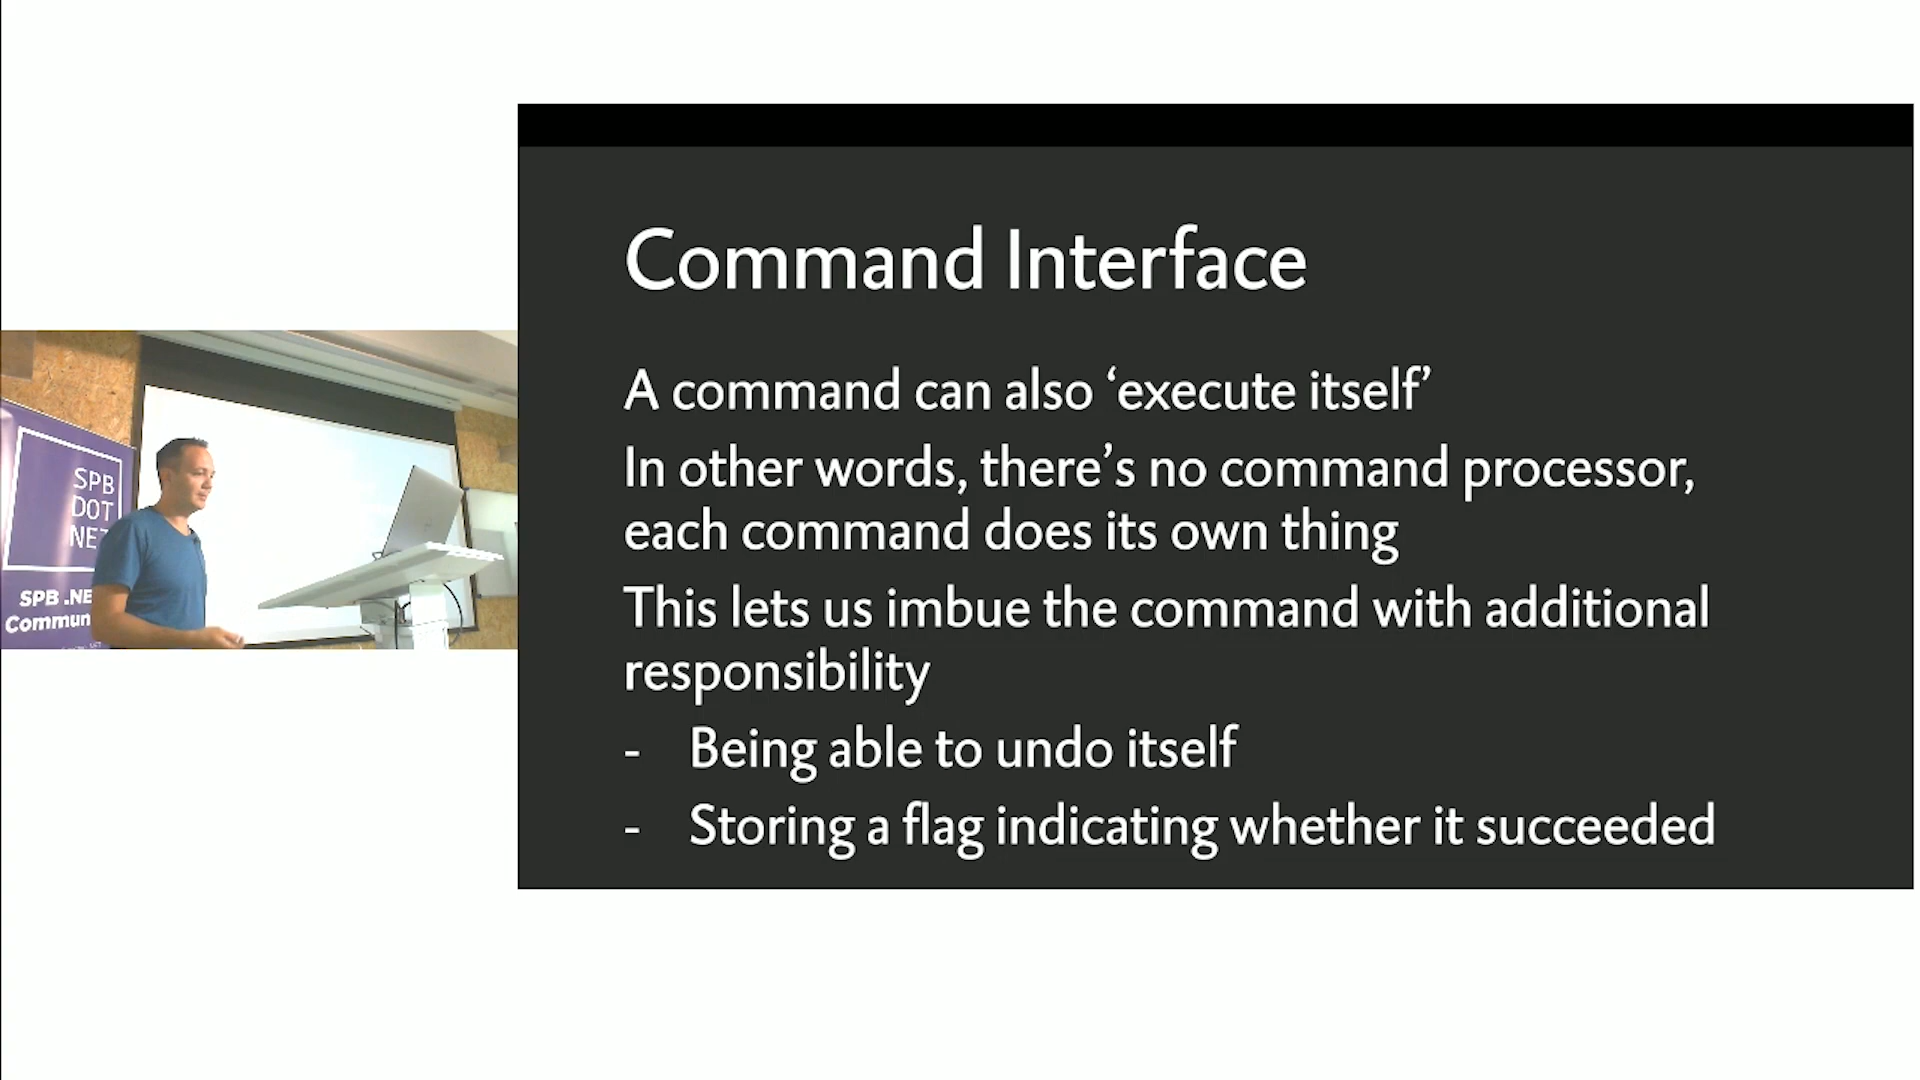 SPB
DOT
NET
SPB .NE
Commun
Command Interface
A command can also ‘execute itself’
In other words, there’s no command processor,
each command does its own thing
This lets us imbue the command with additional
responsibility
- Being able to undo itself
- Storing a flag indicating whether it succeeded